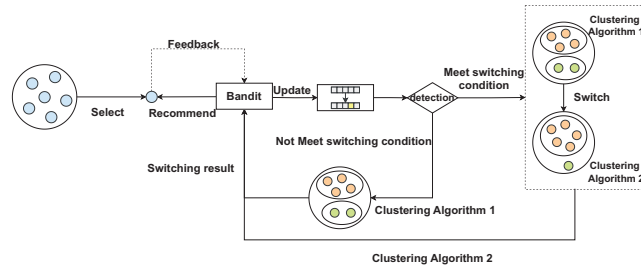 Feedback
Select
Recommend
Bandit
Update
detection
Meet switching
condition
Clustering
Algorithm 1
Switch
Clustering
Algorithm 2
Not Meet switching condition
Switching result
Clustering Algorithm 1
Clustering Algorithm 2